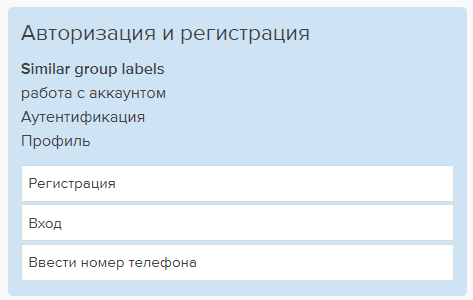 Авторизация и регистрация
Similar group labels
работа с аккаунтом
Аутентификация
Профиль
Регистрация
Вход
Ввести номер телефона